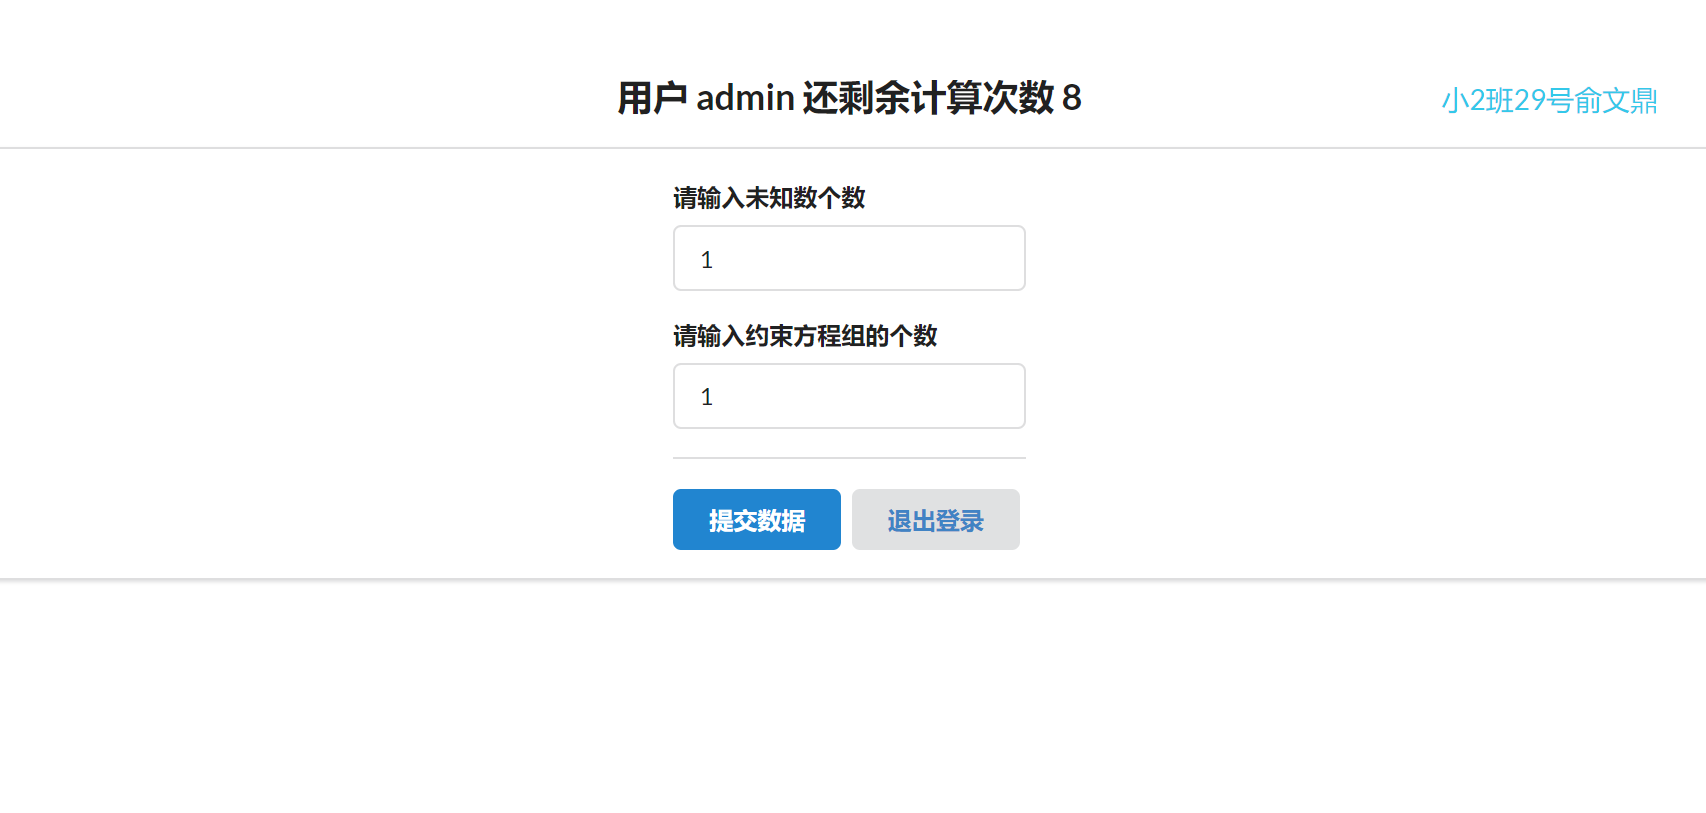 用户 admin 还剩余计算次数 8
小2班29号俞文鼎
请输入未知数个数
1
请输入约束方程组的个数
1
提交数据
退出登录